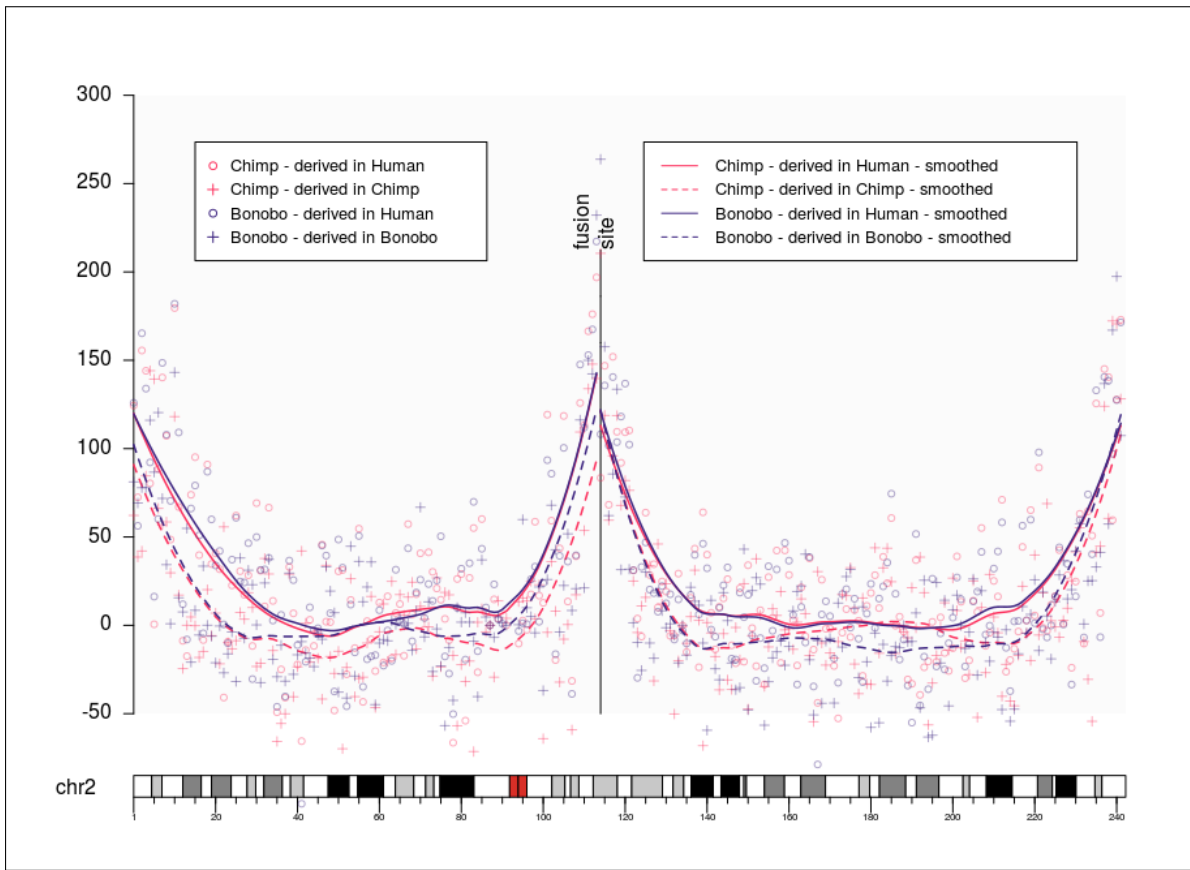 300
250
200
150
100
50
0
-50
Chimp - derived in Human
Chimp - derived in Chimp
Bonobo - derived in Human
Bonobo - derived in Bonobo
fusion
site
Chimp - derived in Human - smoothed
Chimp - derived in Chimp - smoothed
Bonobo - derived in Human - smoothed
Bonobo - derived in Bonobo - smoothed
chr2
1 20 40 60 80 100 120 140 160 180 200 220 240